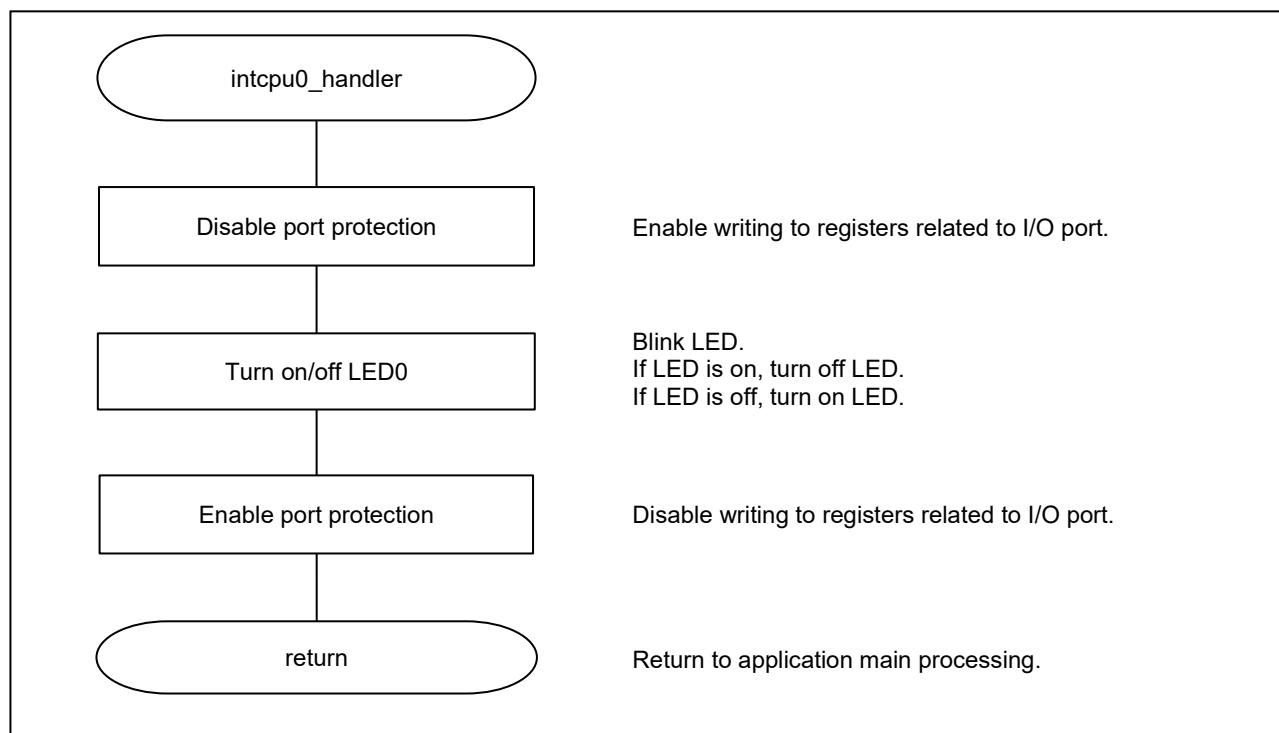 intcpu0_handler
Disable port protection
Enable writing to registers related to I/O port.
Turn on/off LED0
Blink LED.
If LED is on, turn off LED.
If LED is off, turn on LED.
Enable port protection
Disable writing to registers related to I/O port.
return
Return to application main processing.